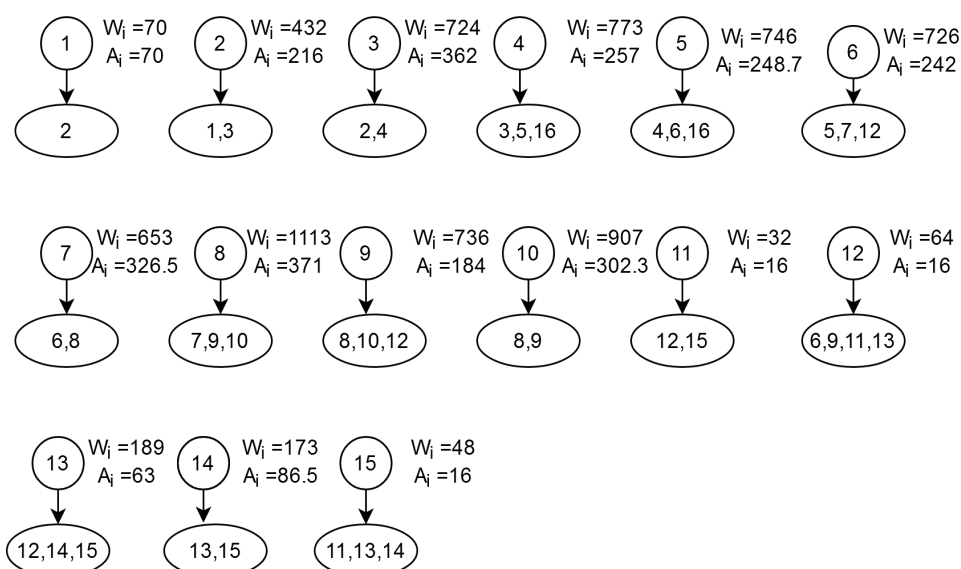 1 Wi =70
Ai =70
2
2 Wi =432
Ai =216
1,3
3 Wi =724
Ai =362
2,4
4 Wi =773
Ai =257
3,5,16
5 Wi =746
Ai =248.7
4,6,16
6 Wi =726
Ai =242
5,7,12
7 Wi =653
Ai =326.5
6,8
8 Wi =1113
Ai =371
7,9,10
9 Wi =736
Ai =184
8,10,12
10 Wi =907
Ai =302.3
8,9
11 Wi =32
Ai =16
12,15
12 Wi =64
Ai =16
6,9,11,13
13 Wi =189
Ai =63
12,14,15
14 Wi =173
Ai =86.5
13,15
15 Wi =48
Ai =16
11,13,14